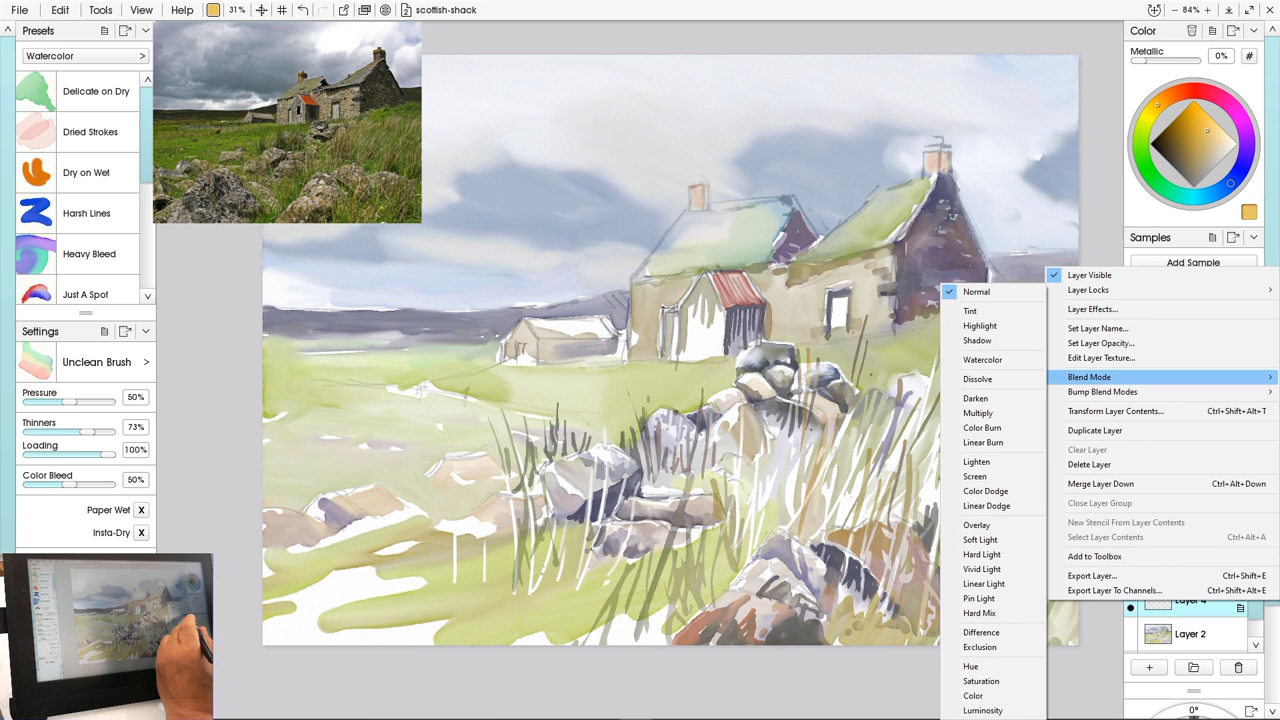 File Edit Tools View Help 31% 2 scottish-shack 84%
Presets
Watercolor >
Delicate on Dry
Dried Strokes
Dry on Wet
Harsh Lines
Heavy Bleed
Just A Spot
Settings
Unclean Brush >
Pressure 50%
Thinners 73%
Loading 100%
Color Bleed 50%
Paper Wet X
Insta-Dry X
Color
Metallic 0% #
Samples
Add Sample
Layer Visible
Layer Locks
Layer Effects...
Set Layer Name...
Set Layer Opacity...
Edit Layer Texture...
Blend Mode
Bump Blend Modes
Transform Layer Contents... Ctrl+Shift+Alt+T
Duplicate Layer
Clear Layer
Delete Layer
Merge Layer Down Ctrl+Alt+Down
Close Layer Group
New Stencil From Layer Contents
Select Layer Contents Ctrl+A
Add to Toolbox
Export Layer... Ctrl+Shift+E
Export Layer To Channels... Ctrl+Alt+E
Normal
Tint
Highlight
Shadow
Watercolor
Dissolve
Darken
Multiply
Color Burn
Linear Burn
Lighten
Screen
Color Dodge
Linear Dodge
Overlay
Soft Light
Hard Light
Vivid Light
Linear Light
Pin Light
Hard Mix
Difference
Exclusion
Hue
Saturation
Color
Luminosity
Layer 4
Layer 2
0°